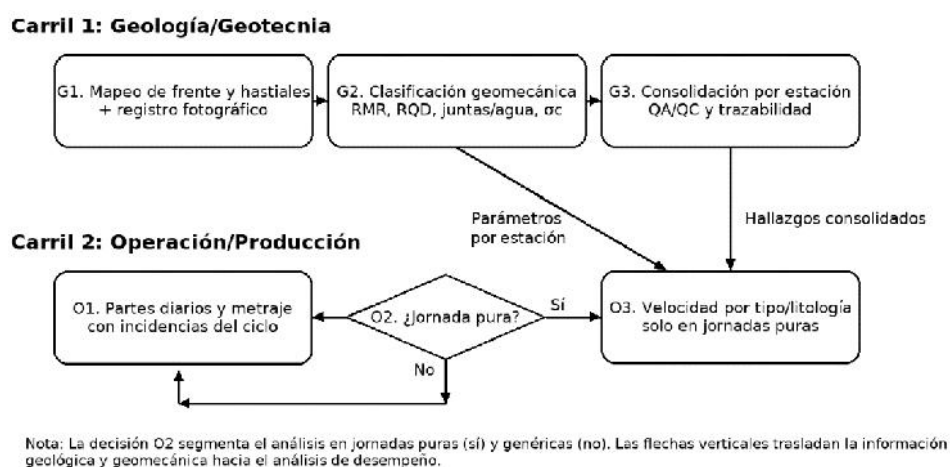 Carril 1: Geología/Geotecnia
G1. Mapeo de frente y hastiales
+ registro fotográfico
G2. Clasificación geomecánica
RMR, RQD, juntas/agua, σc
G3. Consolidación por estación
QA/QC y trazabilidad
Parámetros
por estación
Hallazgos consolidados
Carril 2: Operación/Producción
O1. Partes diarios y metraje
con incidencias del ciclo
O2. ¿Jornada pura?
Sí
No
O3. Velocidad por tipo/litología
solo en jornadas puras
Nota: La decisión O2 segmenta el análisis en jornadas puras (sí) y genéricas (no). Las flechas verticales trasladan la información
geológica y geomecánica hacia el análisis de desempeño.